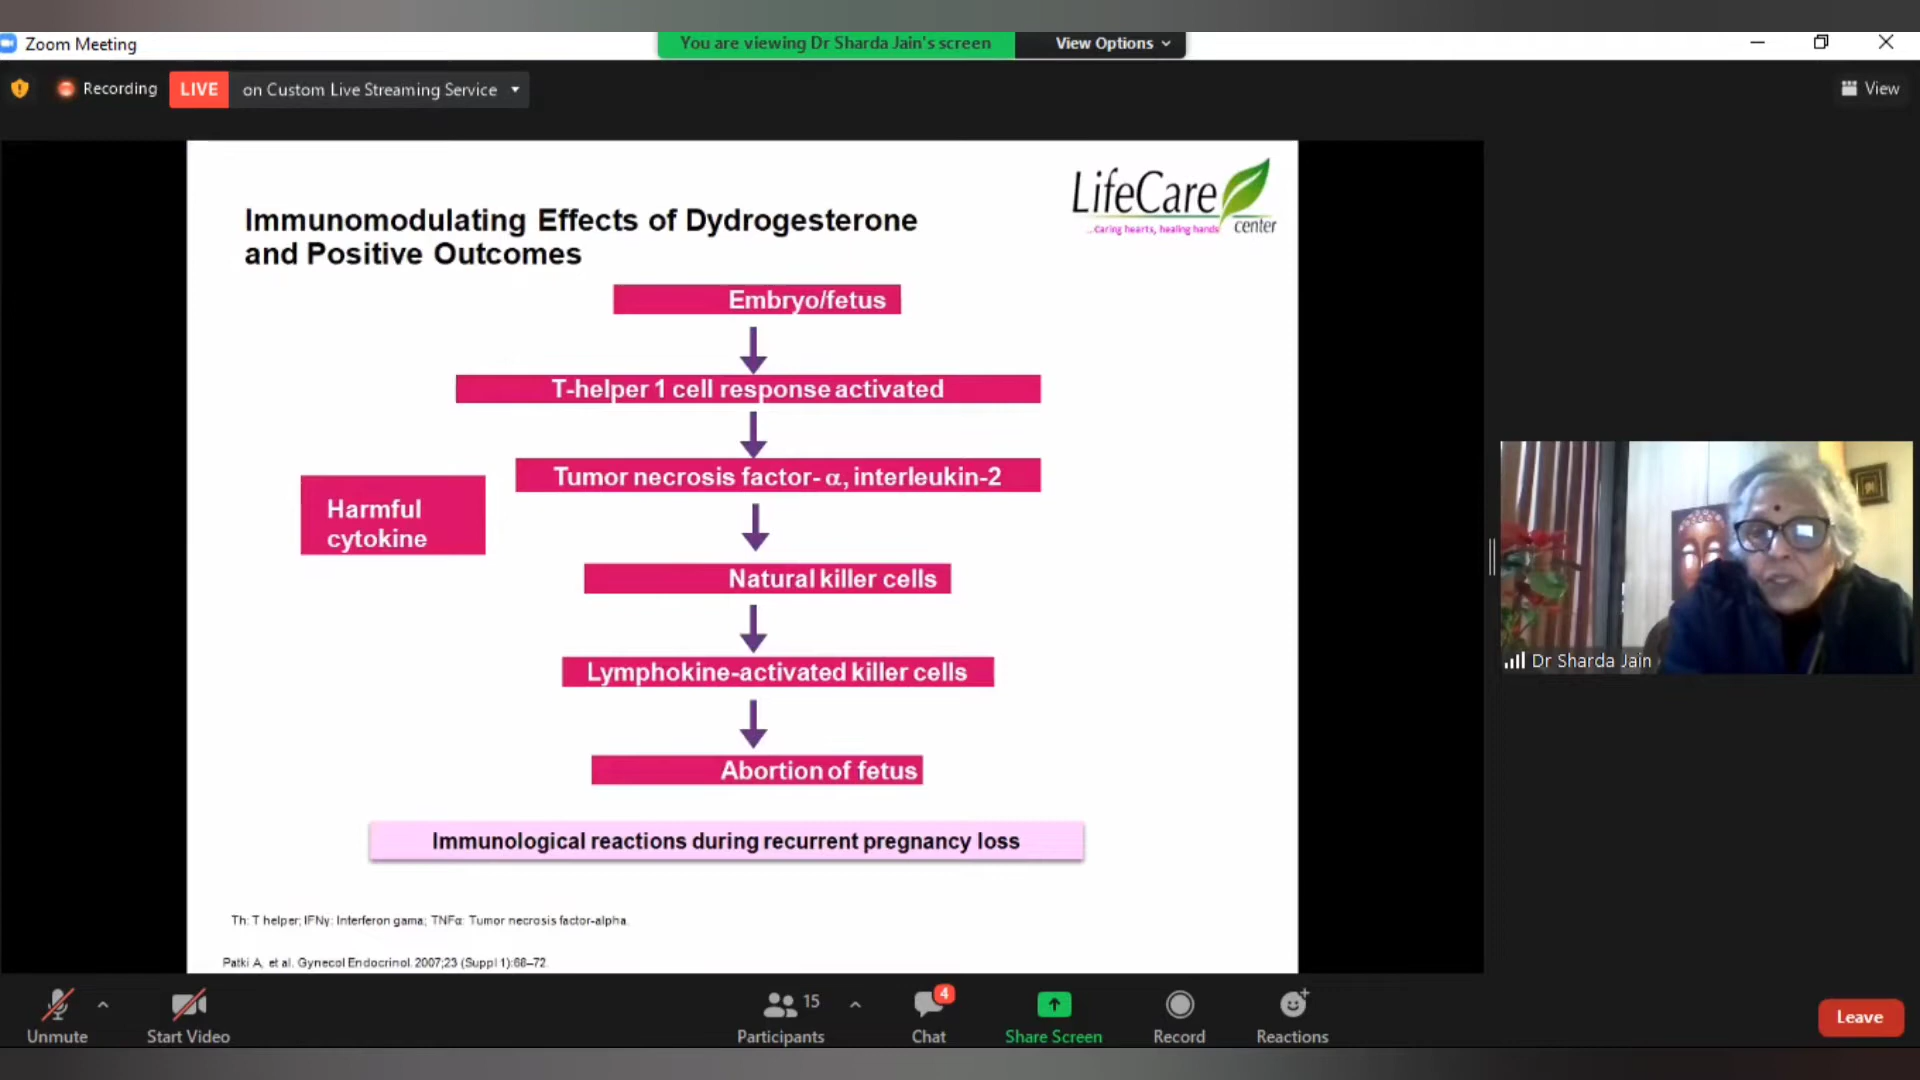 Zoom Meeting
You are viewing Dr Sharda Jain's screen
View Options
Recording
LIVE
on Custom Live Streaming Service
View
LifeCare
...caring hearts, healing hands
center
Immunomodulating Effects of Dydrogesterone
and Positive Outcomes
Embryo/fetus
T-helper 1 cell response activated
Tumor necrosis factor- α, interleukin-2
Harmful
cytokine
Natural killer cells
Lymphokine-activated killer cells
Abortion of fetus
Immunological reactions during recurrent pregnancy loss
Th: T helper; IFNγ: Interferon gama; TNFα: Tumor necrosis factor-alpha.
Patki A, et al. Gynecol Endocrinol. 2007;23 (Suppl 1):68–72.
Dr Sharda Jain
Unmute
Start Video
15
Participants
4
Chat
Share Screen
Record
Reactions
Leave